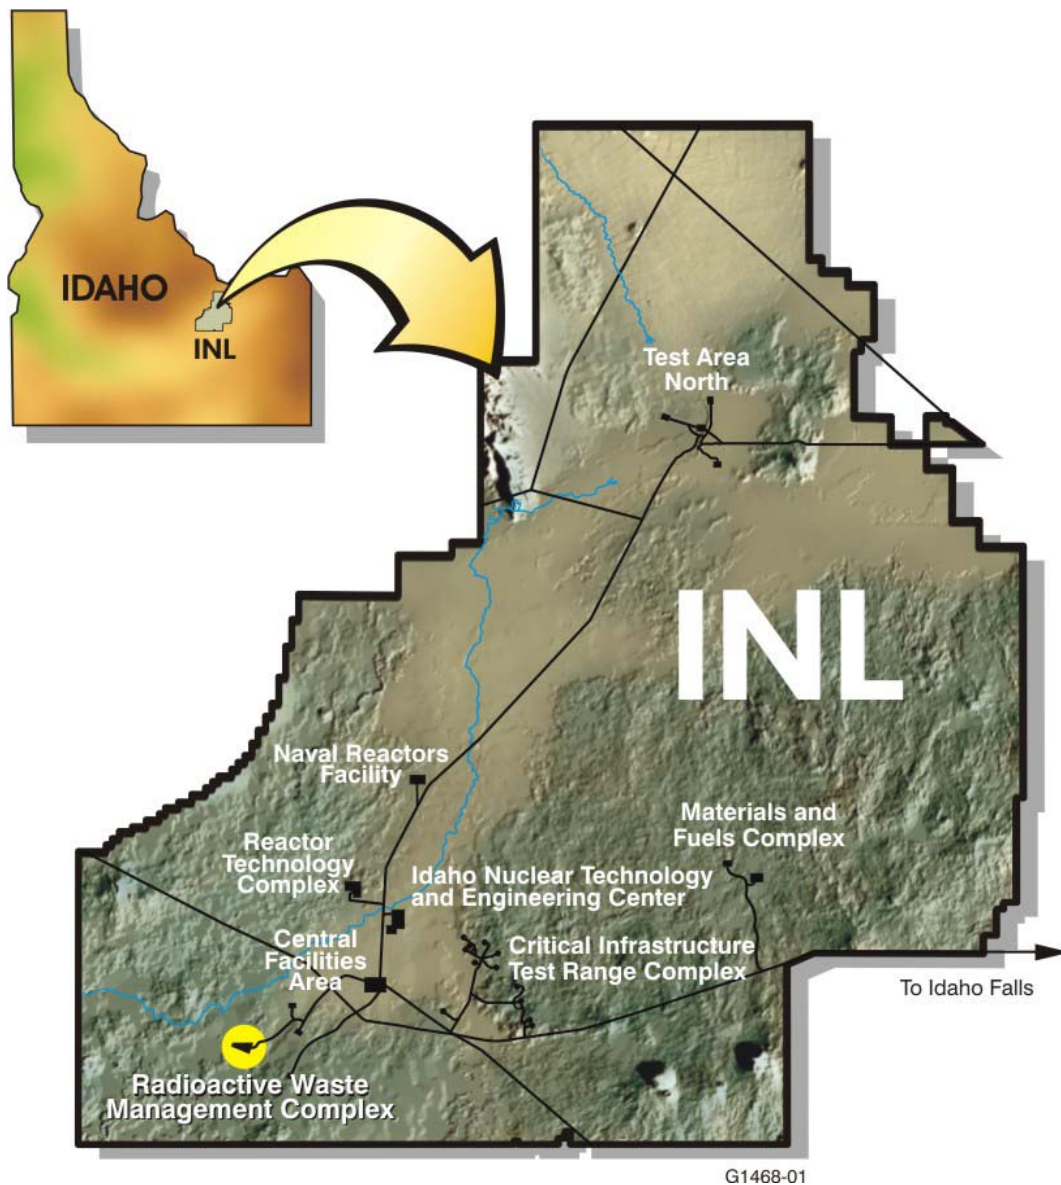 IDAHO
INL
Test Area
North
INL
Naval Reactors
Facility
Materials and
Fuels Complex
Reactor
Technology
Complex
Idaho Nuclear Technology
and Engineering Center
Central
Facilities
Area
Critical Infrastructure
Test Range Complex
To Idaho Falls
Radioactive Waste
Management Complex
G1468-01